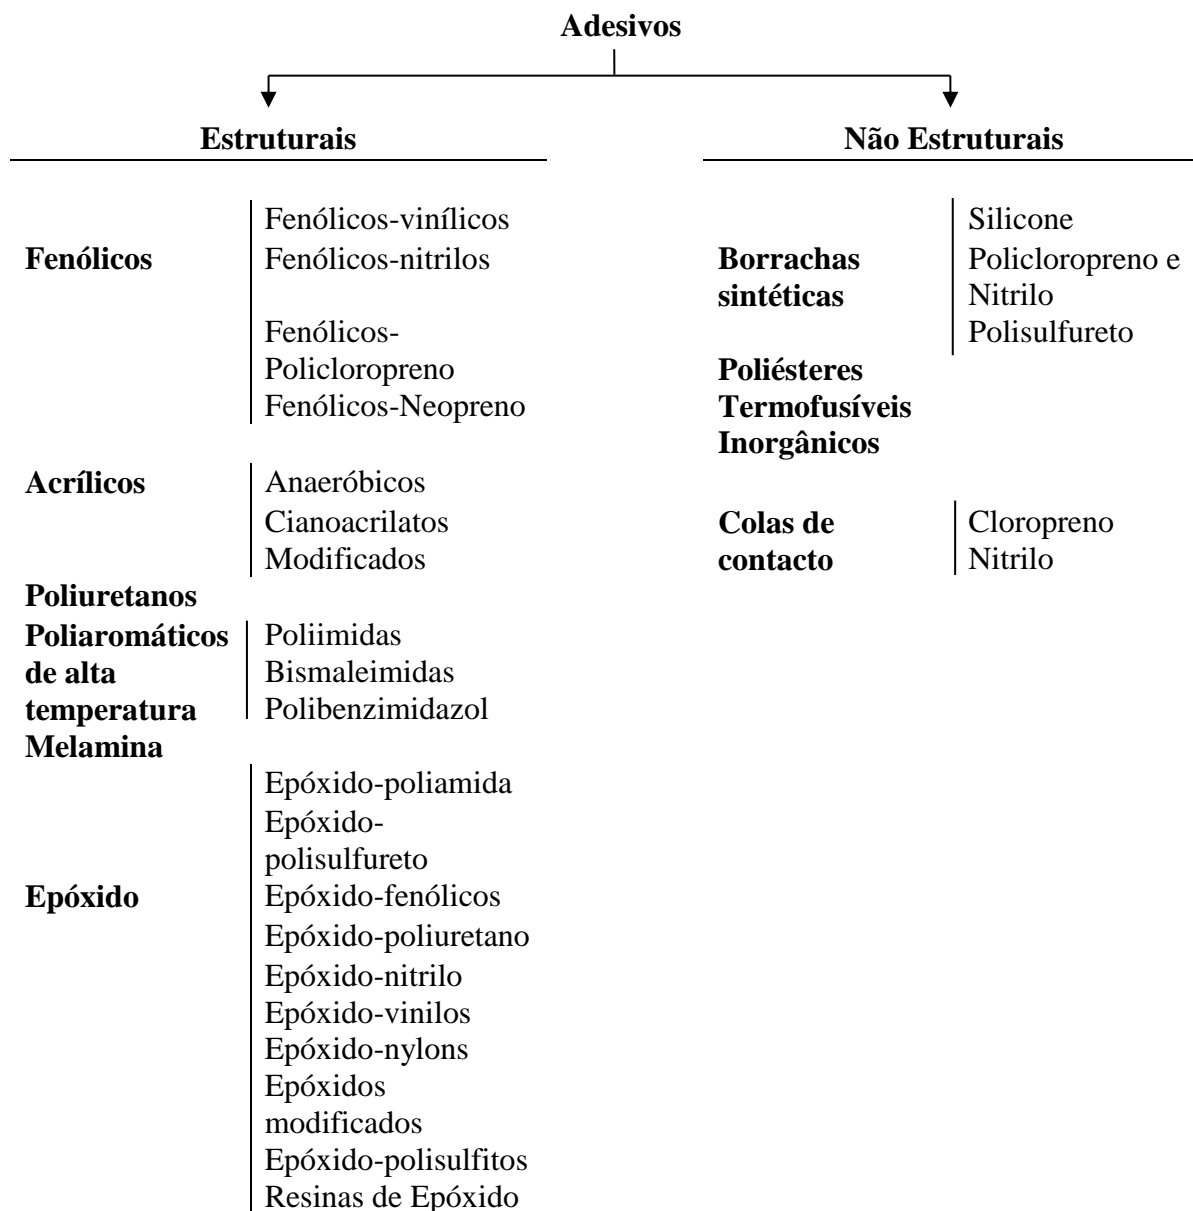 Adesivos
Estruturais
Não Estruturais
Fenólicos-vinílicos
Fenólicos
Fenólicos-nitrilos
Fenólicos-
Policloropreno
Fenólicos-Neopreno
Acrílicos
Anaeróbicos
Cianoacrilatos
Modificados
Poliuretanos
Poliaromáticos
de alta
temperatura
Poliimidas
Bismaleimidas
Polibenzimidazol
Melamina
Epóxido
Epóxido-poliamida
Epóxido-
polisulfureto
Epóxido-fenólicos
Epóxido-poliuretano
Epóxido-nitrilo
Epóxido-vinilos
Epóxido-nylons
Epóxidos
modificados
Epóxido-polisulfitos
Resinas de Epóxido
Borrachas
sintéticas
Silicone
Policloropreno e
Nitrilo
Polisulfureto
Poliésteres
Termofusíveis
Inorgânicos
Colas de
contacto
Cloropreno
Nitrilo